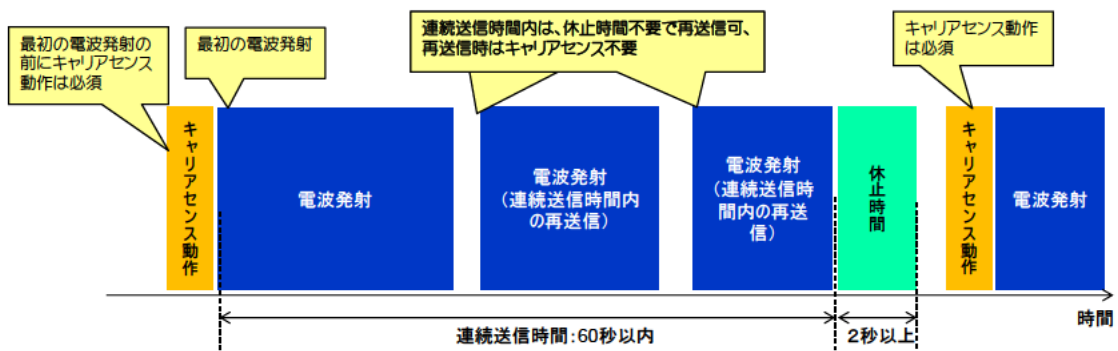 最初の電波発射の
前にキャリアセンス
動作は必須
最初の電波発射
連続送信時間内は、休止時間不要で再送信可、
再送信時はキャリアセンス不要
キャリアセンス動作
は必須
キャリアセンス動作
電波発射
電波発射
（連続送信時間内
の再送信）
電波発射
（連続送信時
間内の再送
信）
休止時間
キャリアセンス動作
電波発射
時間
連続送信時間：60秒以内
2秒以上